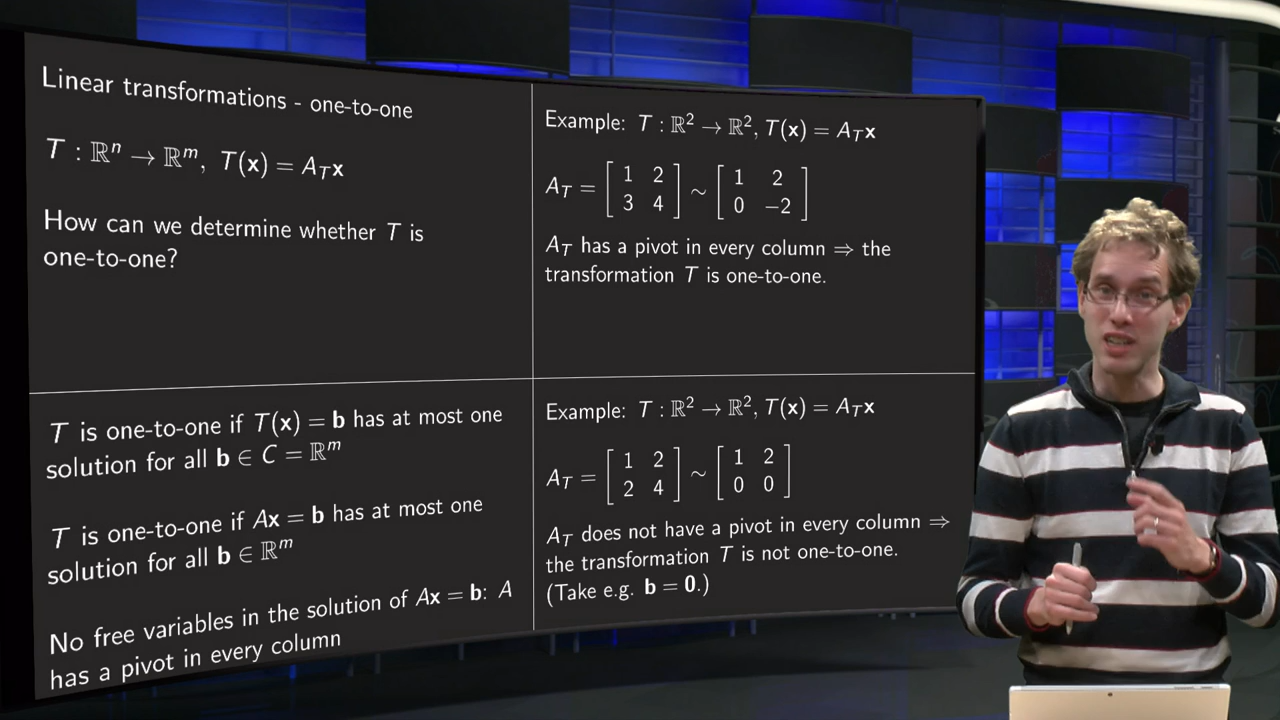 Linear transformations - one-to-one
T : ℝⁿ → ℝᵐ, T(x) = A_T x
How can we determine whether T is
one-to-one?
Example: T : ℝ² → ℝ², T(x) = A_T x
A_T = [1 2; 3 4] ~ [1 2; 0 −2]
A_T has a pivot in every column ⇒ the
transformation T is one-to-one.
T is one-to-one if T(x) = b has at most one
solution for all b ∈ C = ℝᵐ
T is one-to-one if Ax = b has at most one
solution for all b ∈ ℝᵐ
No free variables in the solution of Ax = b: A
has a pivot in every column
Example: T : ℝ² → ℝ², T(x) = A_T x
A_T = [1 2; 2 4] ~ [1 2; 0 0]
A_T does not have a pivot in every column ⇒
the transformation T is not one-to-one.
(Take e.g. b = 0.)